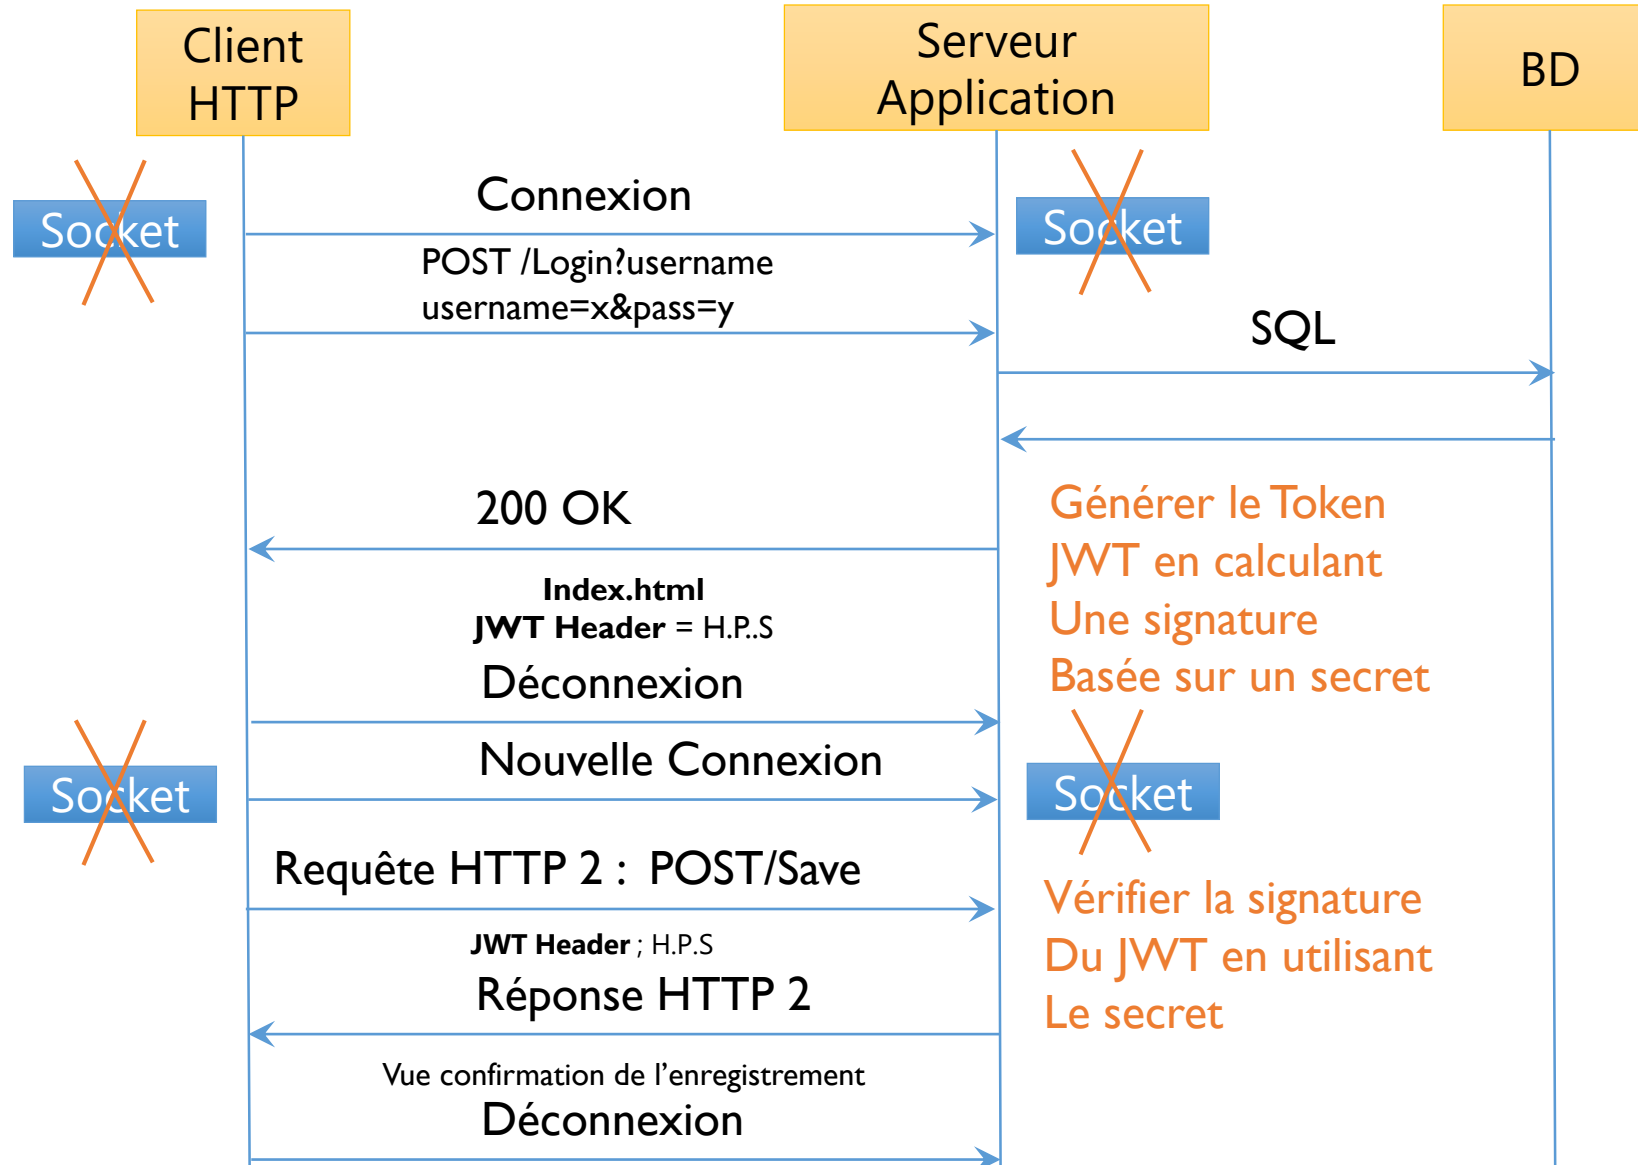 Client
HTTP
Serveur
Application
BD
Connexion
Socket
Socket
POST /Login?username
username=x&pass=y
SQL
200 OK
Générer le Token
JWT en calculant
Une signature
Basée sur un secret
Index.html
JWT Header = H.P..S
Déconnexion
Nouvelle Connexion
Socket
Socket
Requête HTTP 2 : POST/Save
Vérifier la signature
Du JWT en utilisant
Le secret
JWT Header ; H.P.S
Réponse HTTP 2
Vue confirmation de l’enregistrement
Déconnexion